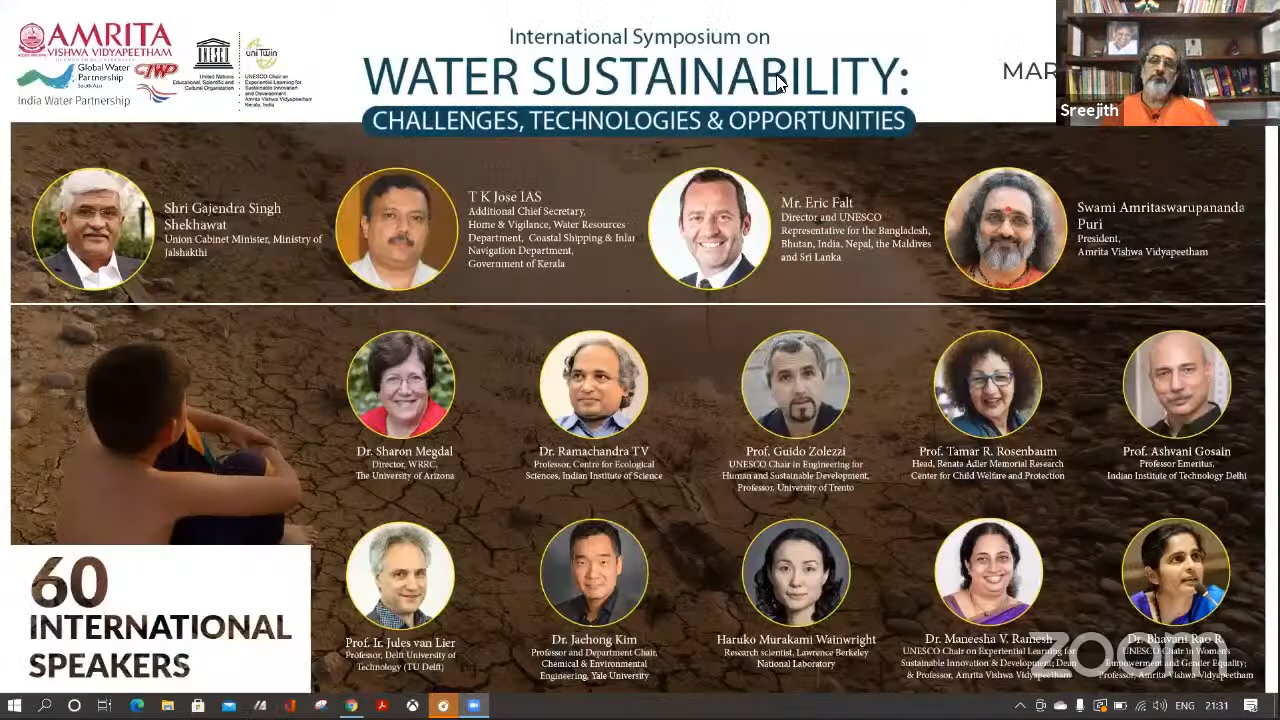 AMRITA
VISHWA VIDYAPEETHAM
Global Water
Partnership
South Asia
India Water Partnership
UNESCO
United Nations
Educational, Scientific and
Cultural Organization
uniTwin
UNESCO Chair on
Experiential Learning for
Sustainable Innovation
and Development
Amrita Vishwa Vidyapeetham
Kerala, India
International Symposium on
WATER SUSTAINABILITY:
CHALLENGES, TECHNOLOGIES & OPPORTUNITIES
MAR
Sreejith
Shri Gajendra Singh
Shekhawat
Union Cabinet Minister, Ministry of
Jalshakthi
T K Jose IAS
Additional Chief Secretary,
Home & Vigilance, Water Resources
Department, Coastal Shipping & Inlan
Navigation Department,
Government of Kerala
Mr. Eric Falt
Director and UNESCO
Representative for the Bangladesh,
Bhutan, India, Nepal, the Maldives
and Sri Lanka
Swami Amritaswarupananda
Puri
President,
Amrita Vishwa Vidyapeetham
Dr. Sharon Megdal
Director, WRRC,
The University of Arizona
Dr. Ramachandra TV
Professor, Centre for Ecological
Sciences, Indian Institute of Science
Prof. Guido Zolezzi
UNESCO Chair in Engineering for
Human and Sustainable Development,
Professor, University of Trento
Prof. Tamar R. Rosenbaum
Head, Renata Adler Memorial Research
Center for Child Welfare and Protection
Prof. Ashvani Gosain
Professor Emeritus,
Indian Institute of Technology Delhi
60
INTERNATIONAL
SPEAKERS
Prof. Ir. Jules van Lier
Professor, Delft University of
Technology (TU Delft)
Dr. Jaehong Kim
Professor and Department Chair,
Chemical & Environmental
Engineering, Yale University
Haruko Murakami Wainwright
Research scientist, Lawrence Berkeley
National Laboratory
Dr. Maneesha V. Ramesh
UNESCO Chair on Experiential Learning for
Sustainable Innovation & Development; Dean
& Professor, Amrita Vishwa Vidyapeetham
Dr. Bhavani Rao R.
UNESCO Chair in Women's
Empowerment and Gender Equality;
Professor, Amrita Vishwa Vidyapeetham
zoom
ENG 21:31